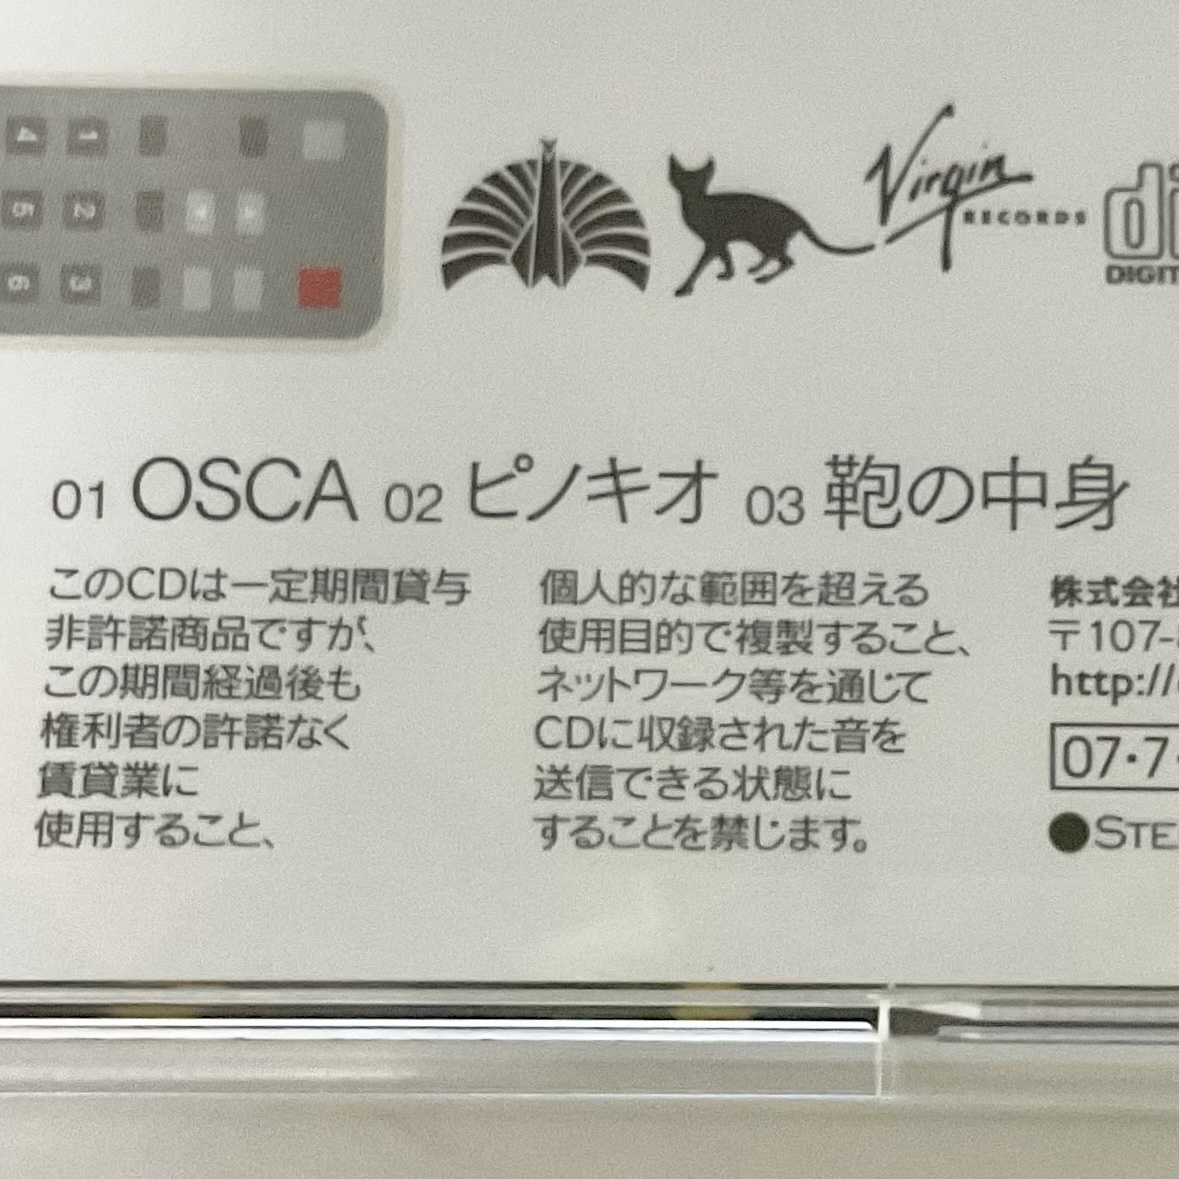 4 1
5 2
6 3
Virgin
RECORDS
01 OSCA 02 ピノキオ 03 鞄の中身
このCDは一定期間貸与
非許諾商品ですが、
この期間経過後も
権利者の許諾なく
賃貸業に
使用すること、
個人的な範囲を超える
使用目的で複製すること、
ネットワーク等を通じて
CDに収録された音を
送信できる状態に
することを禁じます。
株式会社
〒107-
http://
07・7・
●STE
DIGIT